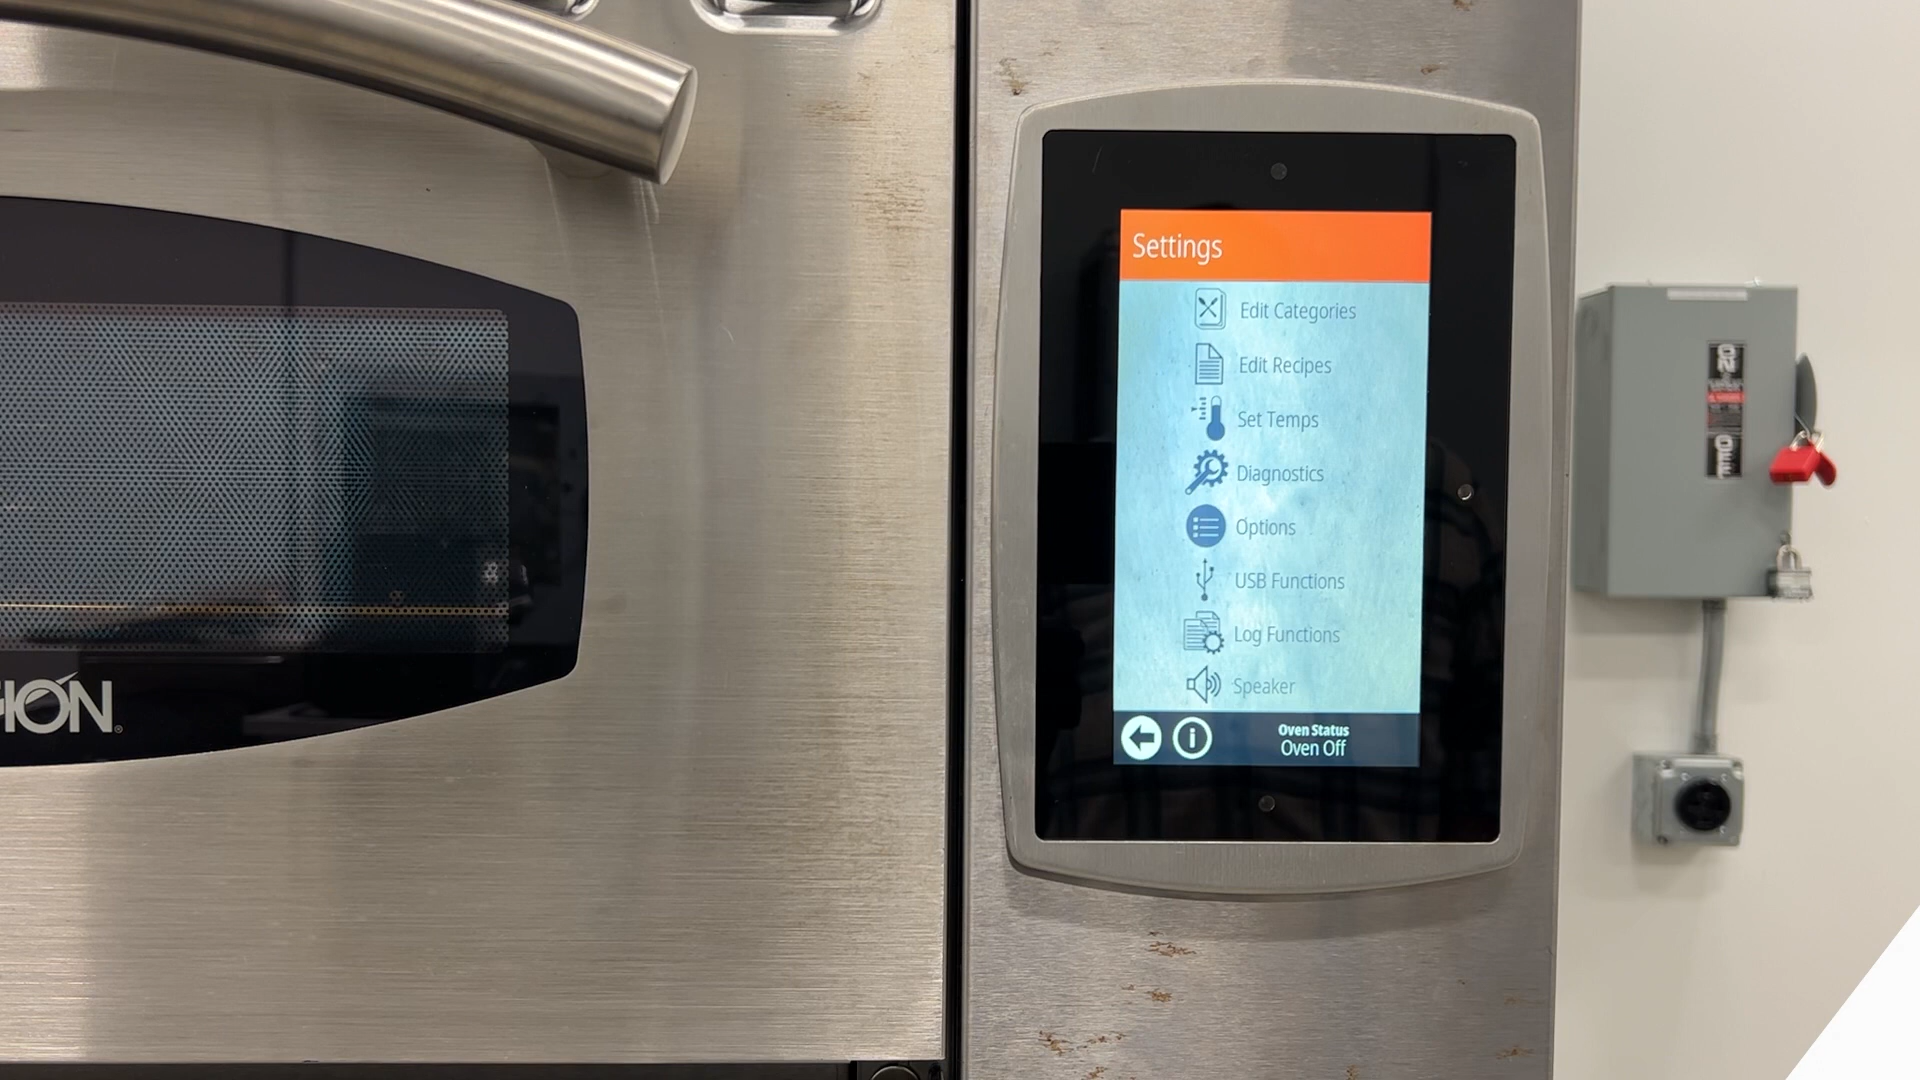 Settings
Edit Categories
Edit Recipes
Set Temps
Diagnostics
Options
USB Functions
Log Functions
Speaker
i
Oven Status
Oven Off
ION
ON
OFF